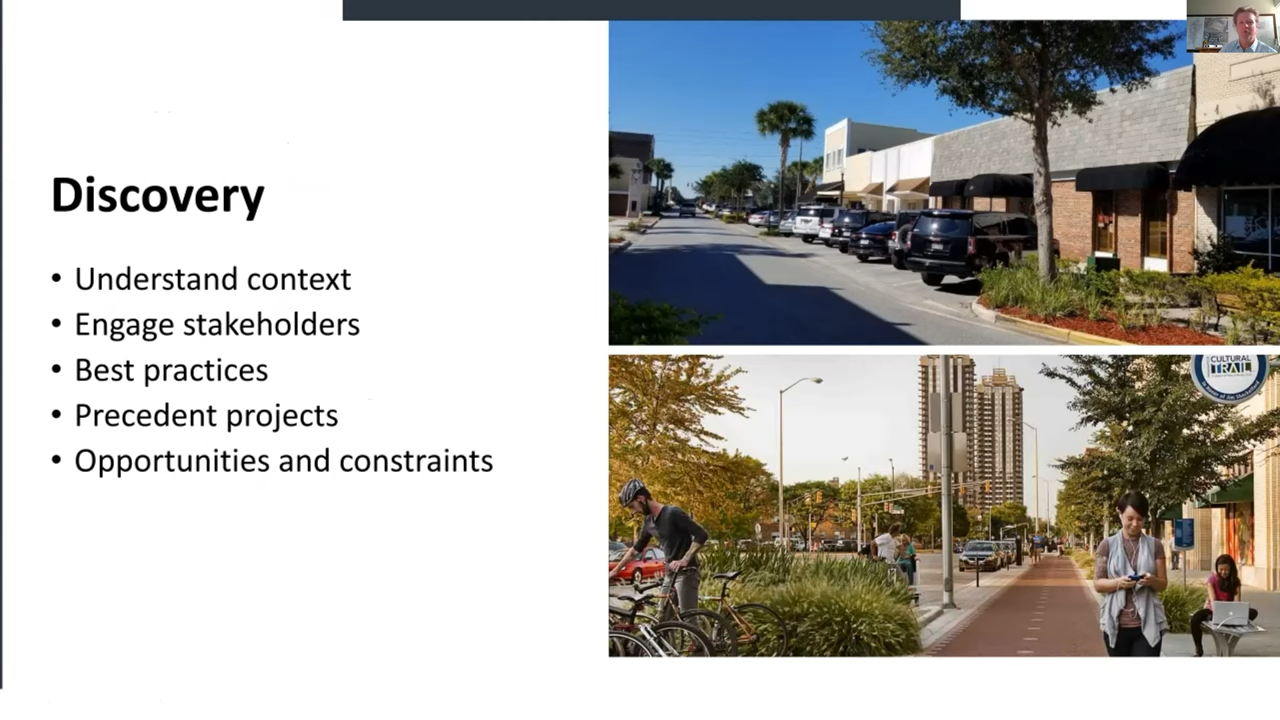 Discovery
• Understand context
• Engage stakeholders
• Best practices
• Precedent projects
• Opportunities and constraints
CULTURAL
TRAIL